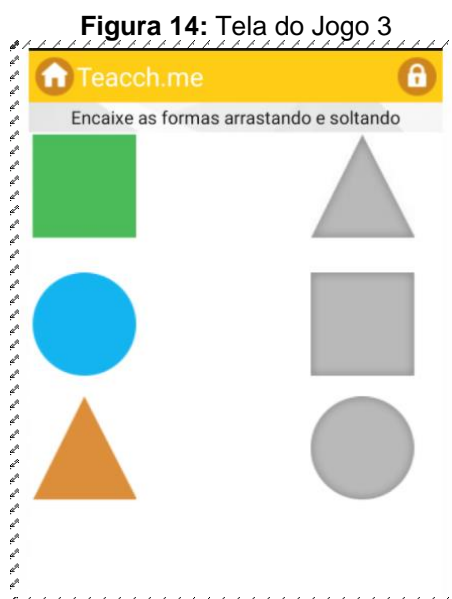 Figura 14: Tela do Jogo 3
Teacch.me
Encaixe as formas arrastando e soltando